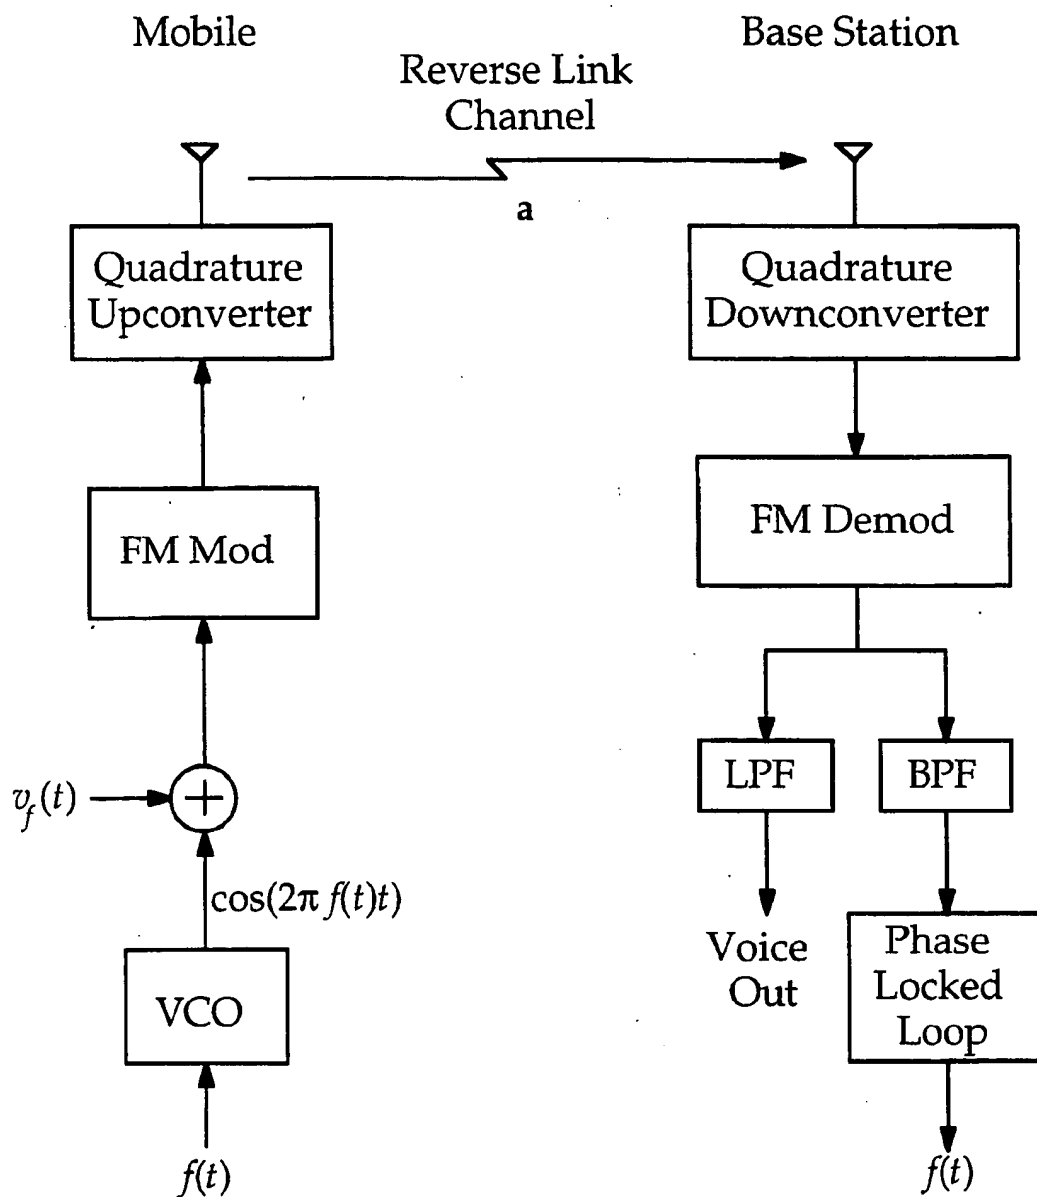 Mobile
Base Station
Reverse Link
Channel
a
Quadrature
Upconverter
Quadrature
Downconverter
FM Mod
FM Demod
LPF
BPF
v_f(t)
+
cos(2π f(t)t)
Voice
Out
Phase
Locked
Loop
VCO
f(t)
f(t)